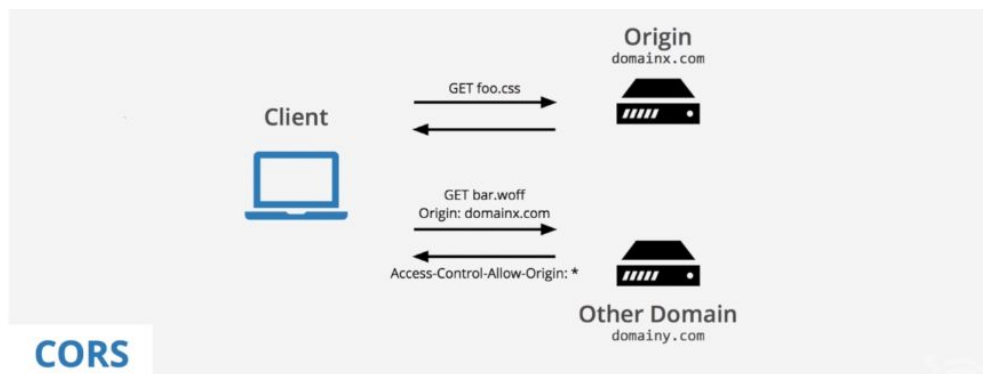 Origin
domainx.com
GET foo.css
Client
GET bar.woff
Origin: domainx.com
Access-Control-Allow-Origin: *
Other Domain
domainy.com
CORS